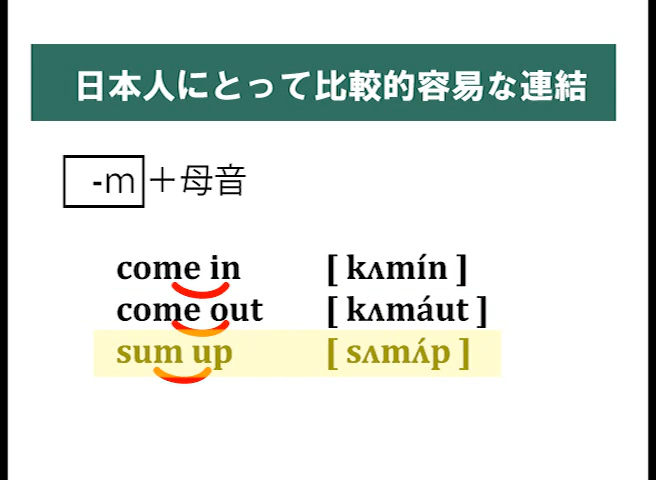 日本人にとって比較的容易な連結
-m＋母音
come in [ kʌmín ]
come out [ kʌmáut ]
sum up [ sʌmʌ́p ]